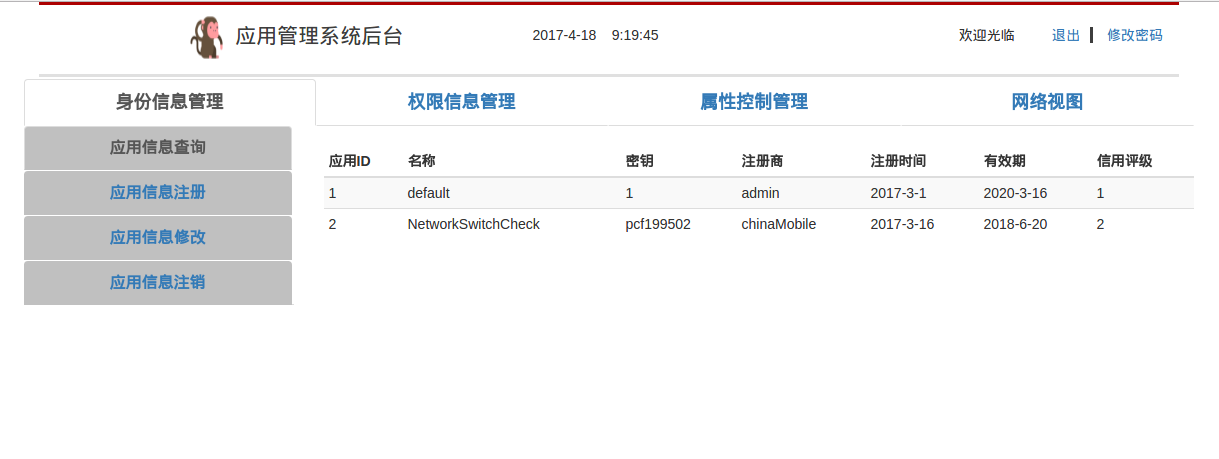 应用管理系统后台 2017-4-18 9:19:45 欢迎光临 退出 修改密码
身份信息管理 权限信息管理 属性控制管理 网络视图
应用信息查询
应用信息注册
应用信息修改
应用信息注销
应用ID 名称 密钥 注册商 注册时间 有效期 信用评级
1 default 1 admin 2017-3-1 2020-3-16 1
2 NetworkSwitchCheck pcf199502 chinaMobile 2017-3-16 2018-6-20 2